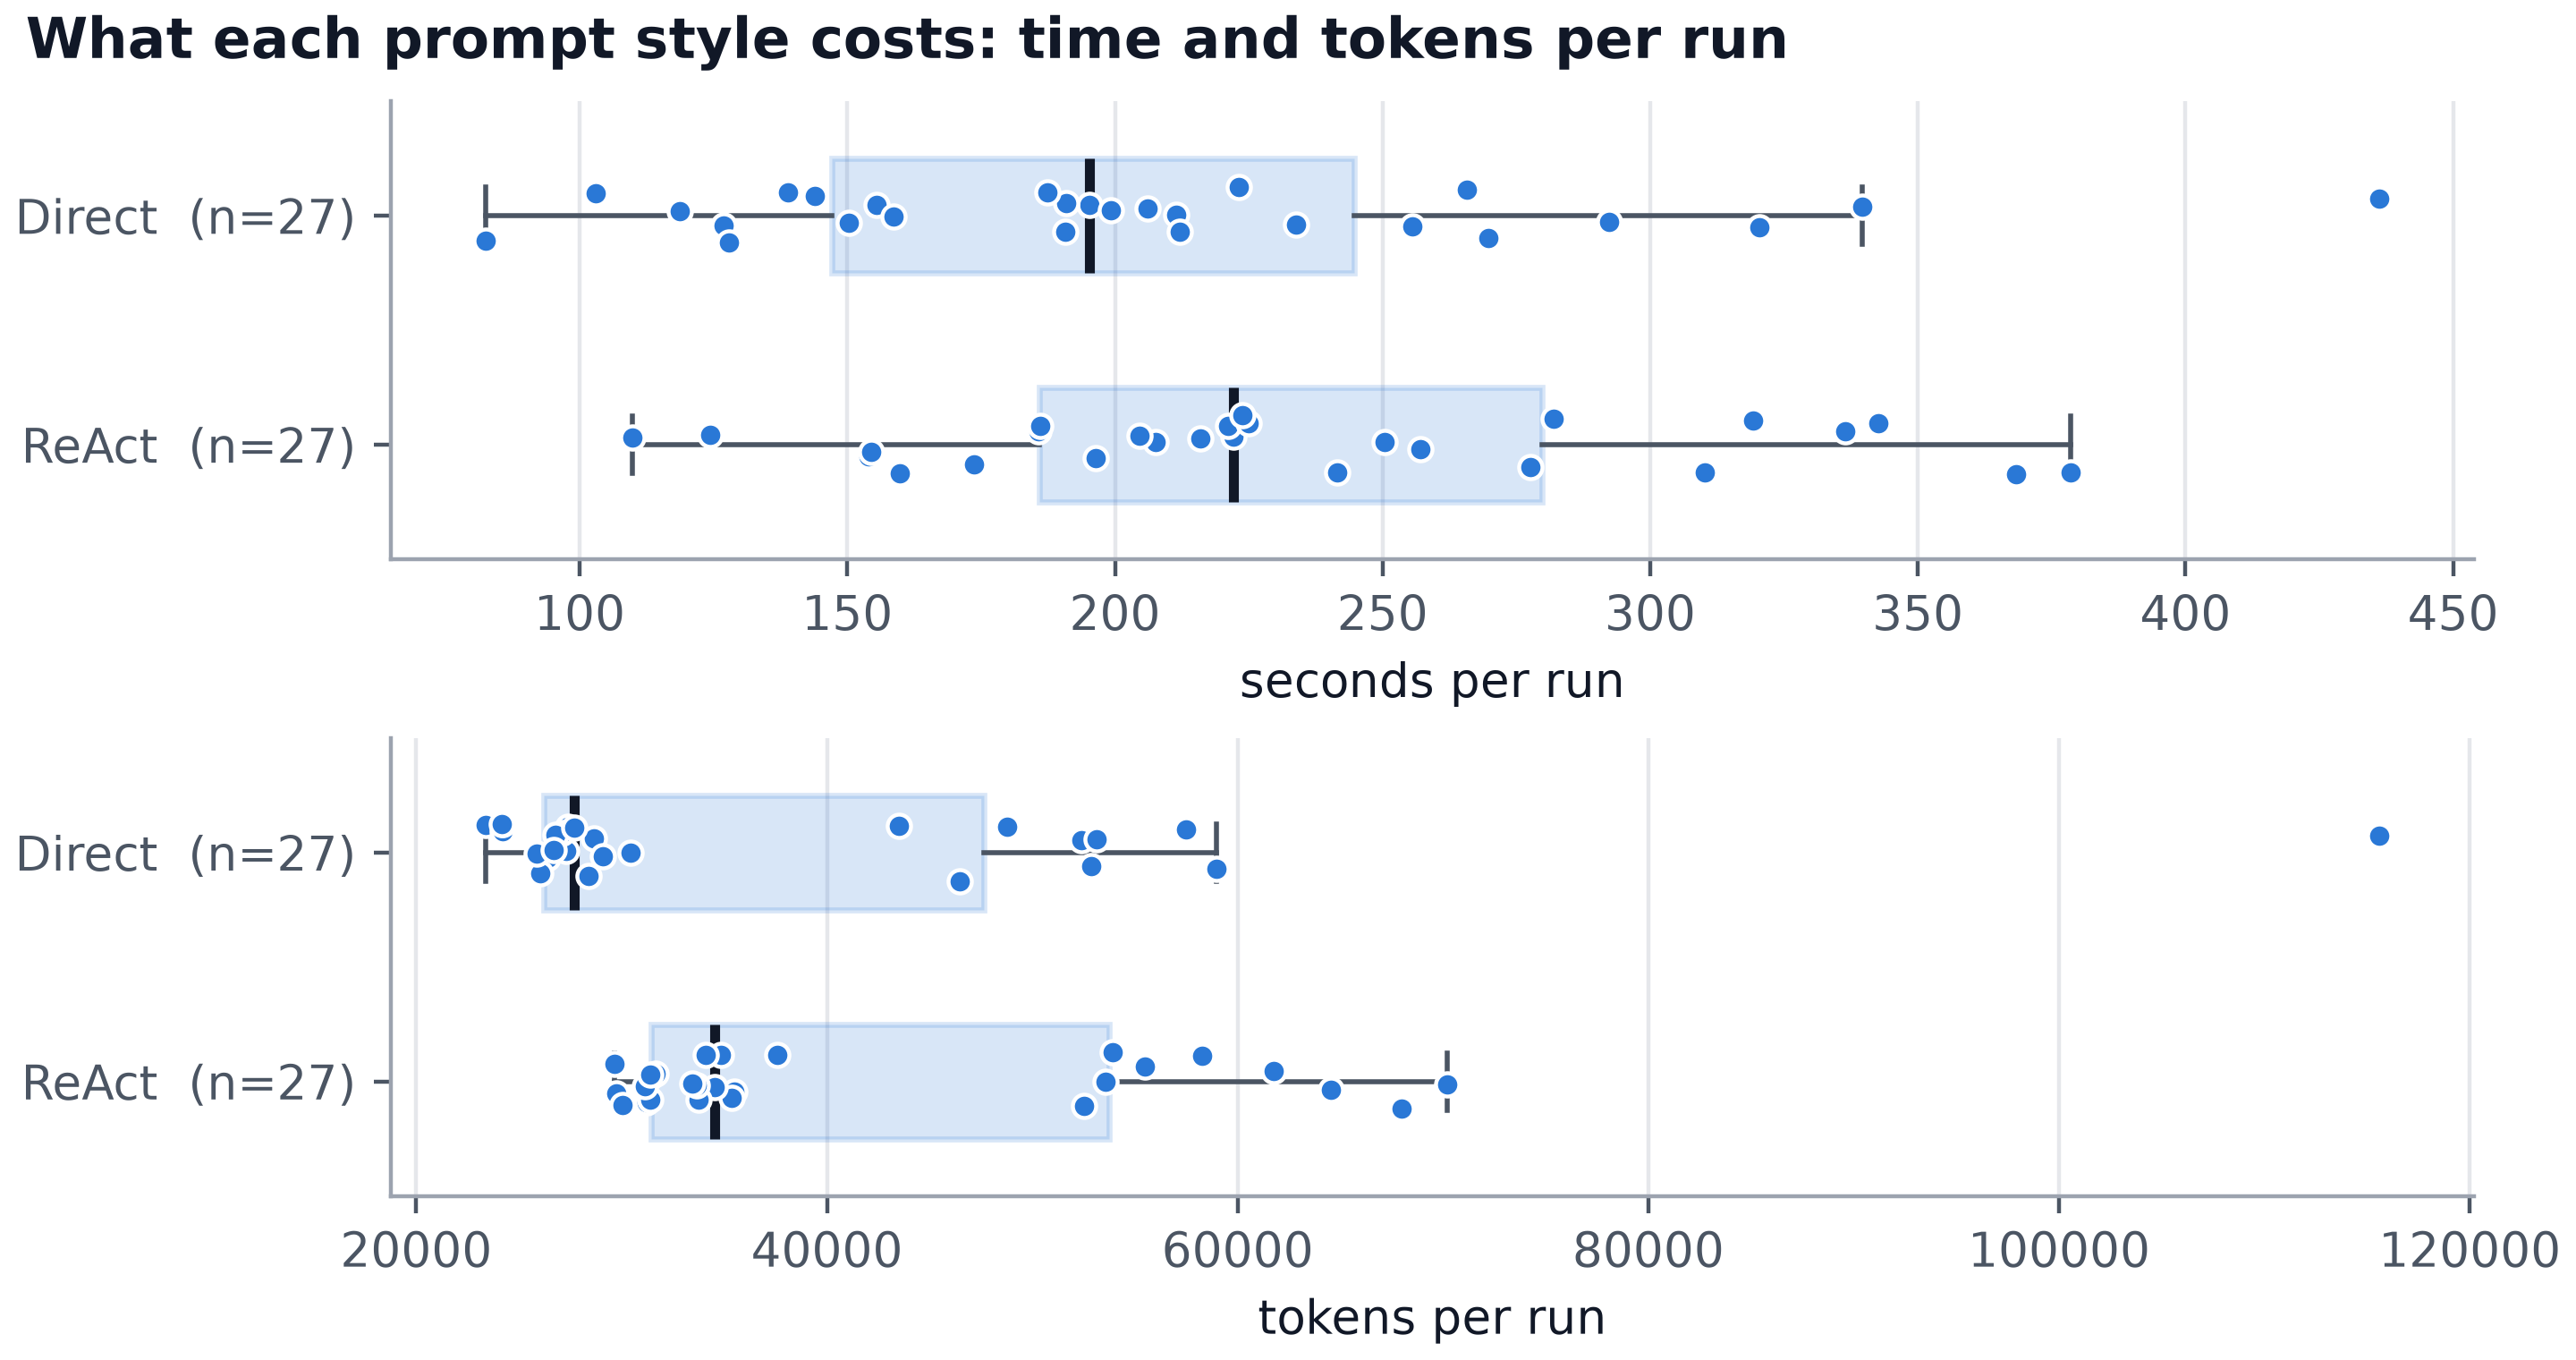 What each prompt style costs: time and tokens per run
Direct (n=27)
ReAct (n=27)
100 150 200 250 300 350 400 450
seconds per run
Direct (n=27)
ReAct (n=27)
20000 40000 60000 80000 100000 120000
tokens per run